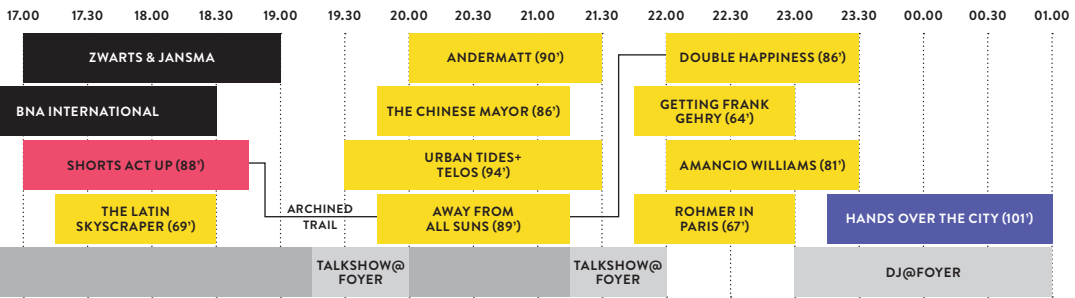 17.00 17.30 18.00 18.30 19.00 19.30 20.00 20.30 21.00 21.30 22.00 22.30 23.00 23.30 00.00 00.30 01.00
ZWARTS & JANSMA
ANDERMATT (90’)
DOUBLE HAPPINESS (86’)
BNA INTERNATIONAL
THE CHINESE MAYOR (86’)
GETTING FRANK
GEHRY (64’)
SHORTS ACT UP (88’)
URBAN TIDES+
TELOS (94’)
AMANCIO WILLIAMS (81’)
THE LATIN
SKYSCRAPER (69’)
ARCHINED
TRAIL
AWAY FROM
ALL SUNS (89’)
ROHMER IN
PARIS (67’)
HANDS OVER THE CITY (101’)
TALKSHOW@
FOYER
TALKSHOW@
FOYER
DJ@FOYER